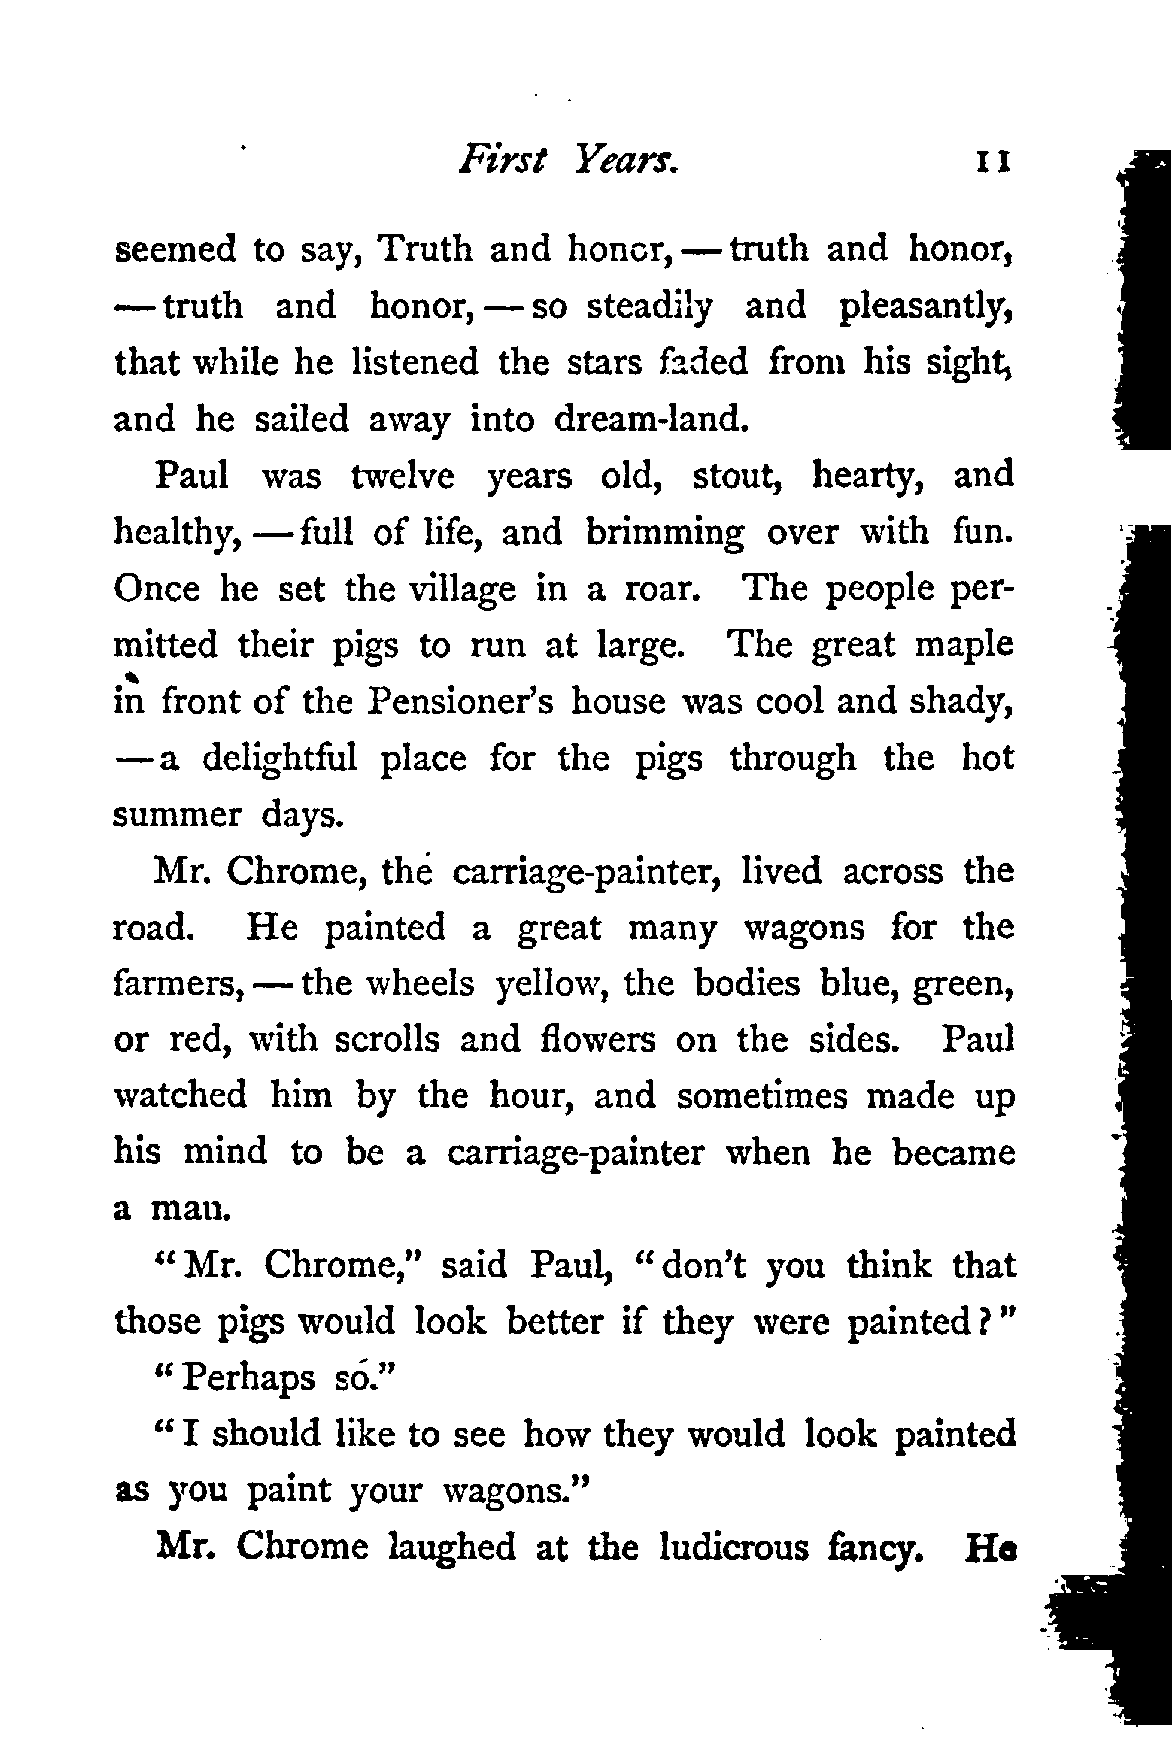 First Years. 11
seemed to say, Truth and honor, — truth and honor,
— truth and honor, — so steadily and pleasantly,
that while he listened the stars faded from his sight,
and he sailed away into dream-land.
Paul was twelve years old, stout, hearty, and
healthy, — full of life, and brimming over with fun.
Once he set the village in a roar. The people per-
mitted their pigs to run at large. The great maple
in front of the Pensioner's house was cool and shady,
— a delightful place for the pigs through the hot
summer days.
Mr. Chrome, the carriage-painter, lived across the
road. He painted a great many wagons for the
farmers, — the wheels yellow, the bodies blue, green,
or red, with scrolls and flowers on the sides. Paul
watched him by the hour, and sometimes made up
his mind to be a carriage-painter when he became
a man.
"Mr. Chrome," said Paul, "don't you think that
those pigs would look better if they were painted?"
"Perhaps so."
"I should like to see how they would look painted
as you paint your wagons."
Mr. Chrome laughed at the ludicrous fancy. He